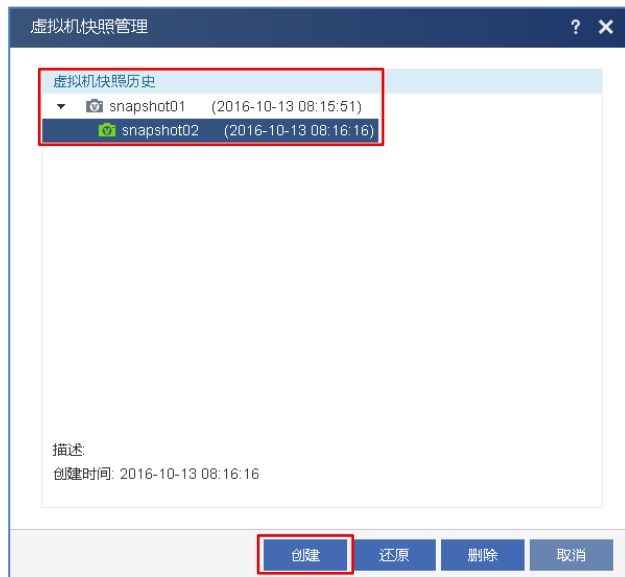 虚拟机快照管理 ? ✕
虚拟机快照历史
snapshot01 (2016-10-13 08:15:51)
snapshot02 (2016-10-13 08:16:16)
描述:
创建时间: 2016-10-13 08:16:16
创建 还原 删除 取消